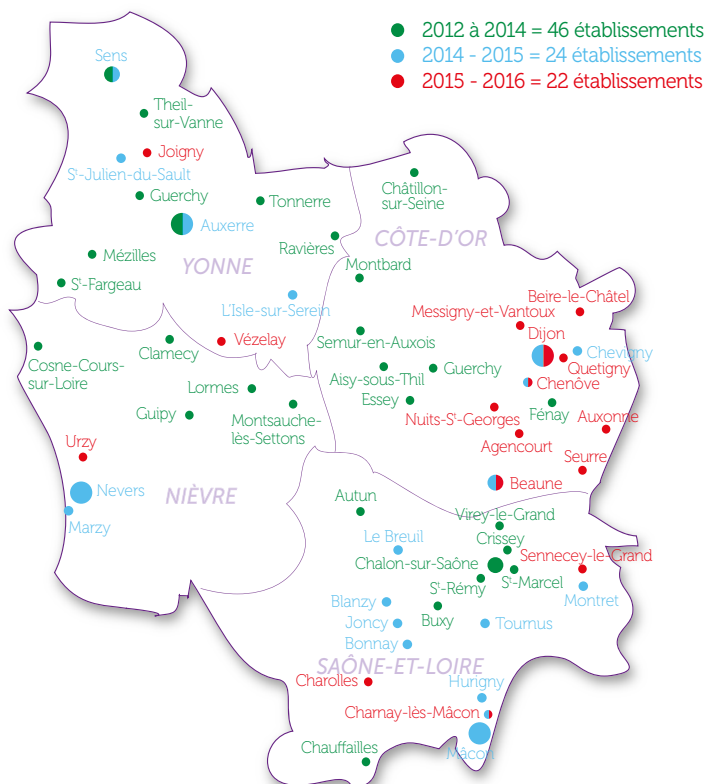 2012 à 2014 = 46 établissements
2014 - 2015 = 24 établissements
2015 - 2016 = 22 établissements
Sens
Theil-
sur-Vanne
Joigny
St-Julien-du-Sault
Guerchy
Tonnerre
Auxerre
Ravières
Mézilles
YONNE
St-Fargeau
L'Isle-sur-Serein
Vézelay
Châtillon-
sur-Seine
CÔTE-D'OR
Montbard
Beire-le-Châtel
Messigny-et-Vantoux
Dijon
Chevigny
Quetigny
Semur-en-Auxois
Aisy-sous-Thil
Guerchy
Chenôve
Essey
Fénay
Nuits-St-Georges
Auxonne
Agencourt
Seurre
Beaune
Cosne-Cours-
sur-Loire
Clamecy
Lormes
Guipy
Montsauche-
lès-Settons
Urzy
Nevers
NIÈVRE
Marzy
Autun
Virey-le-Grand
Le Breuil
Crissey
Chalon-sur-Saône
Sennecey-le-Grand
St-Rémy
St-Marcel
Montret
Blanzy
Buxy
Joncy
Tournus
Bonnay
SAÔNE-ET-LOIRE
Charolles
Hurigny
Charnay-lès-Mâcon
Mâcon
Chauffailles